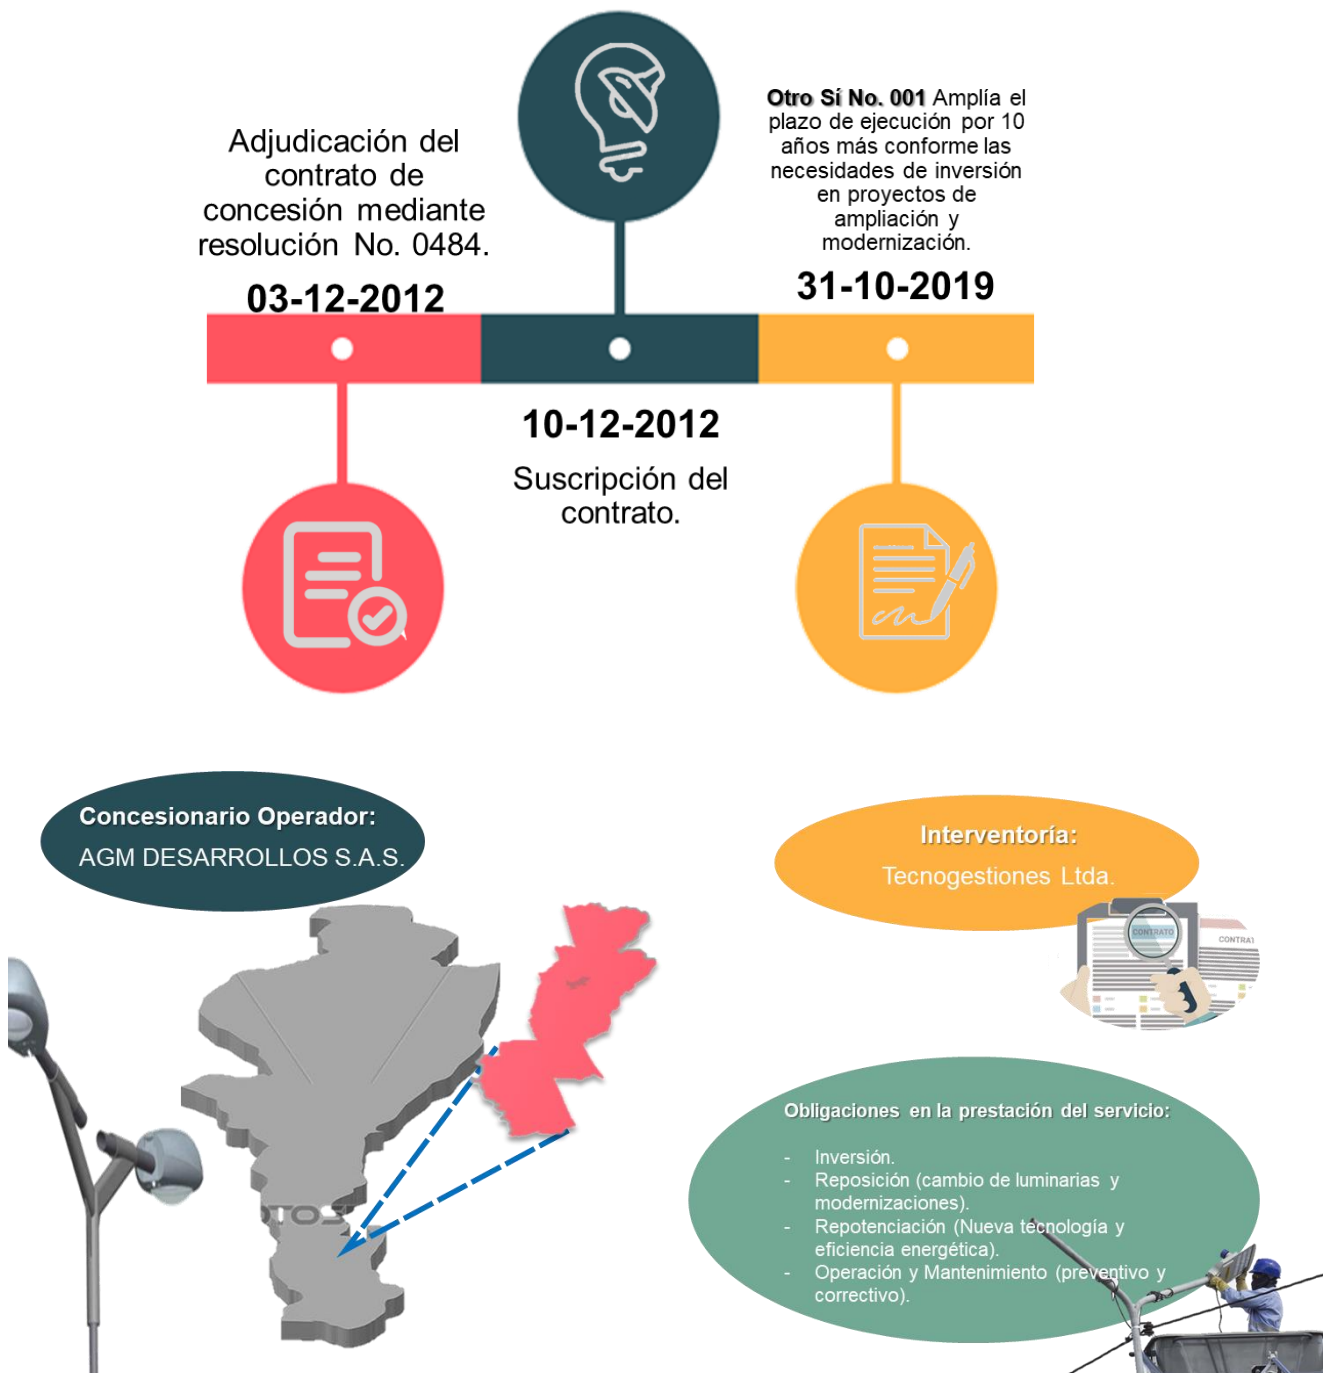 Adjudicación del
contrato de
concesión mediante
resolución No. 0484.
03-12-2012
10-12-2012
Suscripción del
contrato.
Otro Sí No. 001 Amplía el
plazo de ejecución por 10
años más conforme las
necesidades de inversión
en proyectos de
ampliación y
modernización.
31-10-2019
Concesionario Operador:
AGM DESARROLLOS S.A.S.
Interventoría:
Tecnogestiones Ltda.
CONTRATO
CONTRAT
Obligaciones en la prestación del servicio:
- Inversión.
- Reposición (cambio de luminarias y
modernizaciones).
- Repotenciación (Nueva tecnología y
eficiencia energética).
- Operación y Mantenimiento (preventivo y
correctivo).